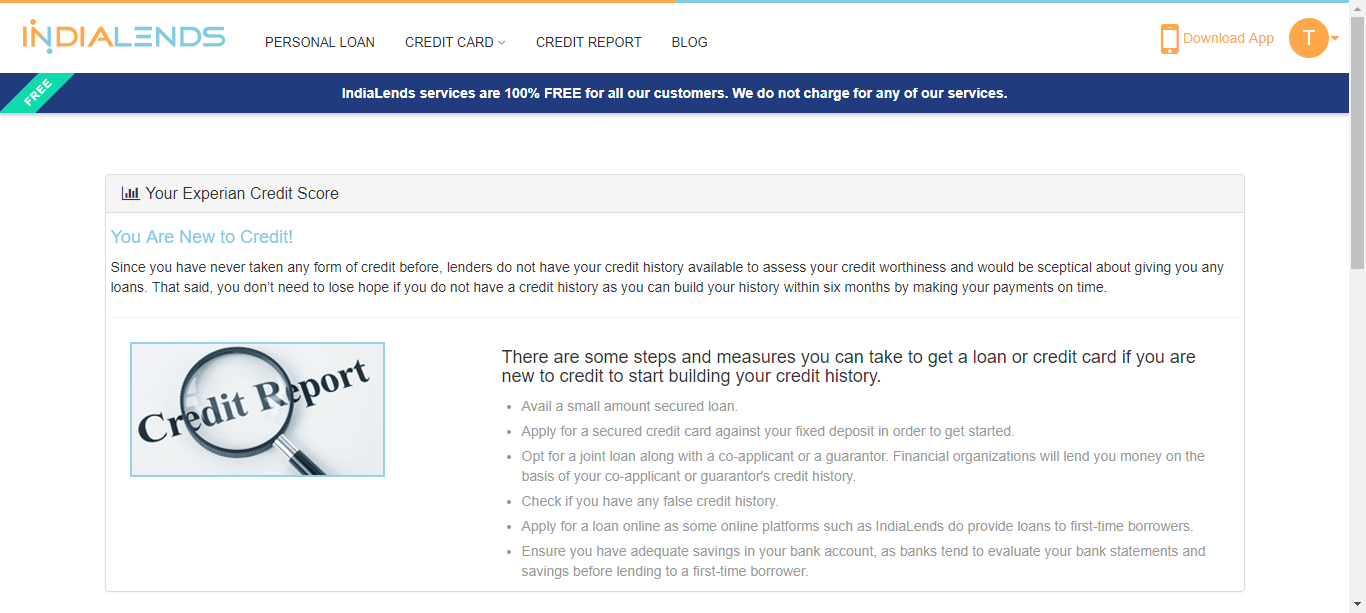 INDIALENDS
PERSONAL LOAN CREDIT CARD CREDIT REPORT BLOG
Download App T
FREE
IndiaLends services are 100% FREE for all our customers. We do not charge for any of our services.
Your Experian Credit Score
You Are New to Credit!
Since you have never taken any form of credit before, lenders do not have your credit history available to assess your credit worthiness and would be sceptical about giving you any
loans. That said, you don’t need to lose hope if you do not have a credit history as you can build your history within six months by making your payments on time.
Credit Report
There are some steps and measures you can take to get a loan or credit card if you are
new to credit to start building your credit history.
Avail a small amount secured loan.
Apply for a secured credit card against your fixed deposit in order to get started.
Opt for a joint loan along with a co-applicant or a guarantor. Financial organizations will lend you money on the
basis of your co-applicant or guarantor's credit history.
Check if you have any false credit history.
Apply for a loan online as some online platforms such as IndiaLends do provide loans to first-time borrowers.
Ensure you have adequate savings in your bank account, as banks tend to evaluate your bank statements and
savings before lending to a first-time borrower.